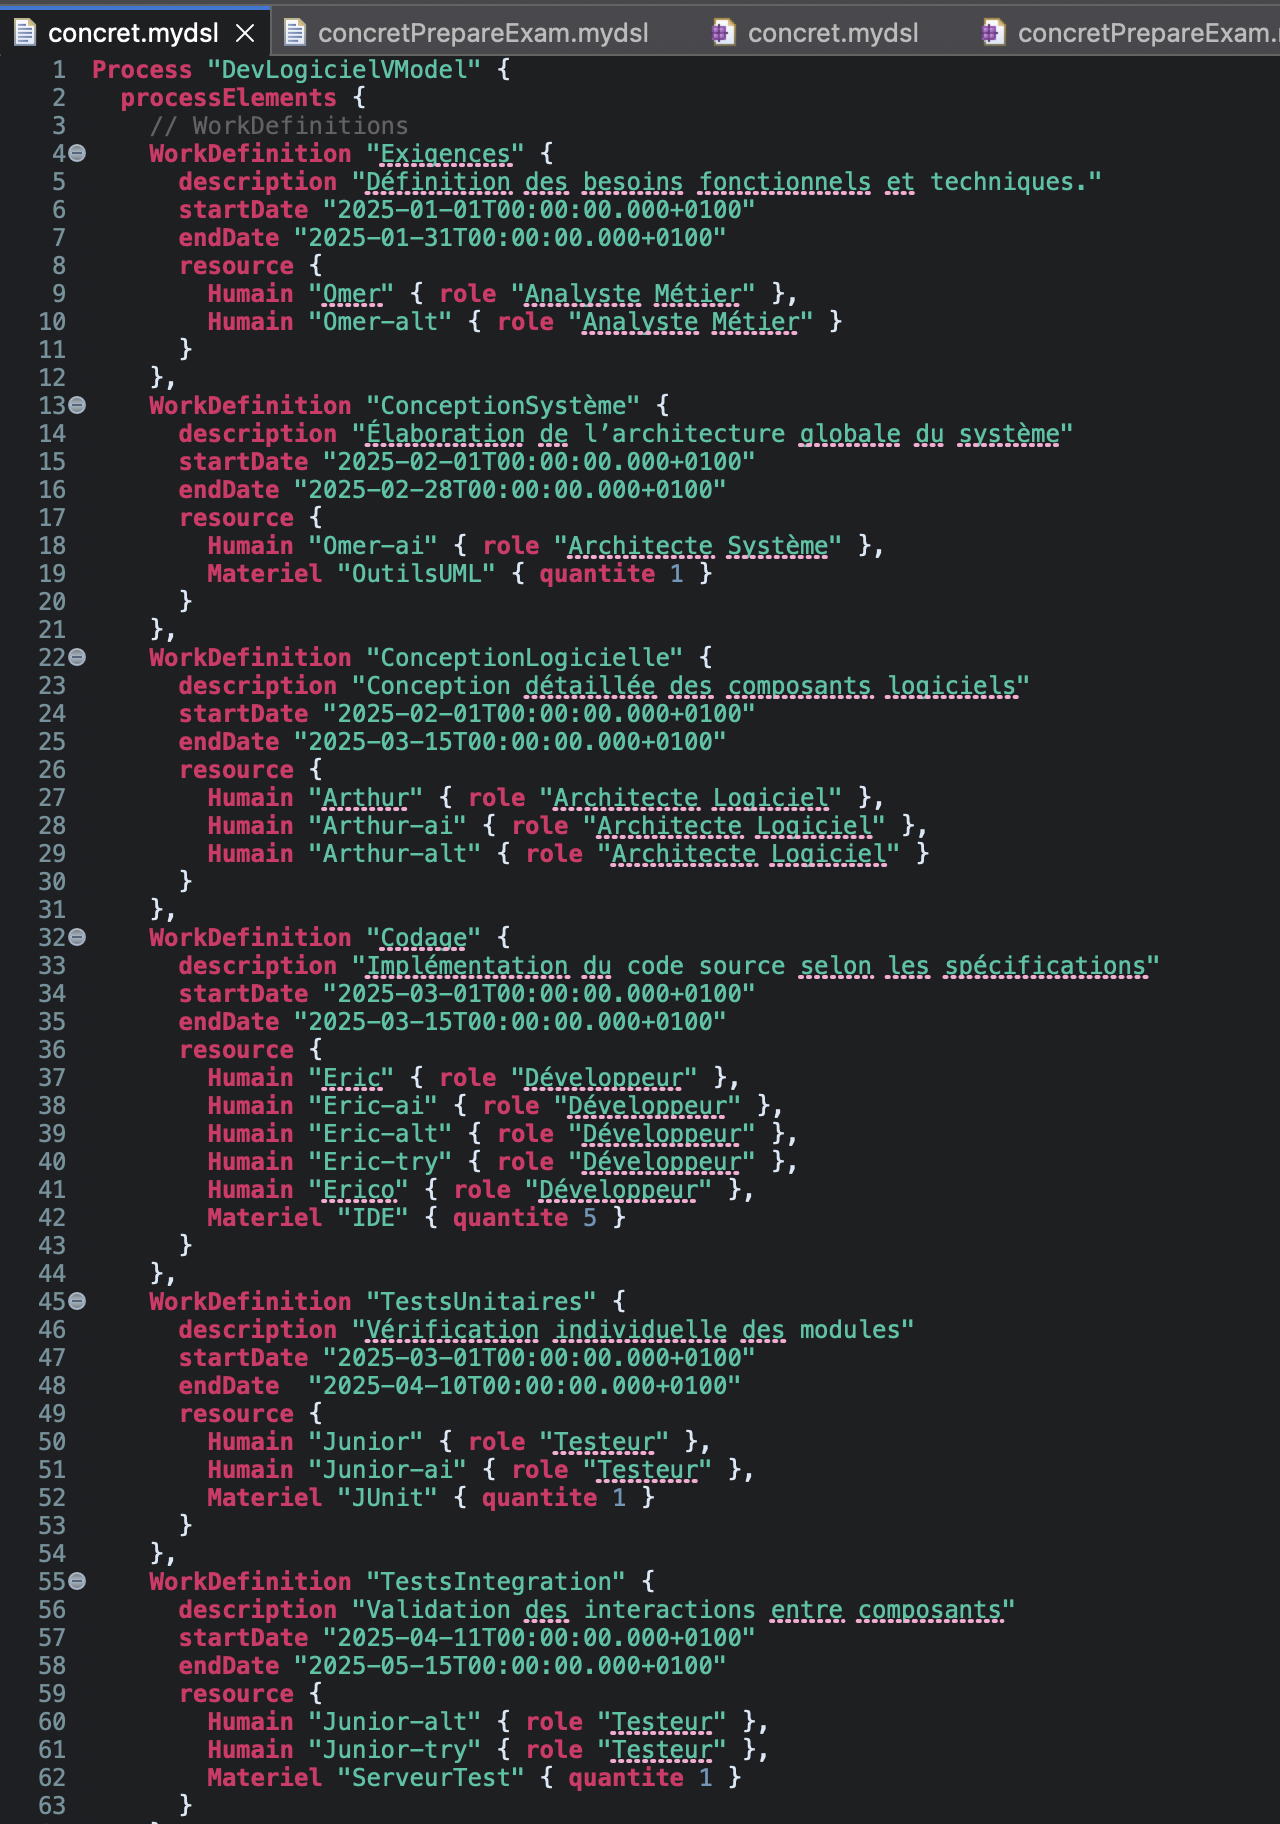 concret.mydsl concretPrepareExam.mydsl concret.mydsl concretPrepareExam.
1 Process "DevLogicielVModel" {
2 processElements {
3 // WorkDefinitions
4 WorkDefinition "Exigences" {
5 description "Définition des besoins fonctionnels et techniques."
6 startDate "2025-01-01T00:00:00.000+0100"
7 endDate "2025-01-31T00:00:00.000+0100"
8 resource {
9 Humain "Omer" { role "Analyste Métier" },
10 Humain "Omer-alt" { role "Analyste Métier" }
11 }
12 },
13 WorkDefinition "ConceptionSystème" {
14 description "Élaboration de l’architecture globale du système"
15 startDate "2025-02-01T00:00:00.000+0100"
16 endDate "2025-02-28T00:00:00.000+0100"
17 resource {
18 Humain "Omer-ai" { role "Architecte Système" },
19 Materiel "OutilsUML" { quantite 1 }
20 }
21 },
22 WorkDefinition "ConceptionLogicielle" {
23 description "Conception détaillée des composants logiciels"
24 startDate "2025-02-01T00:00:00.000+0100"
25 endDate "2025-03-15T00:00:00.000+0100"
26 resource {
27 Humain "Arthur" { role "Architecte Logiciel" },
28 Humain "Arthur-ai" { role "Architecte Logiciel" },
29 Humain "Arthur-alt" { role "Architecte Logiciel" }
30 }
31 },
32 WorkDefinition "Codage" {
33 description "Implémentation du code source selon les spécifications"
34 startDate "2025-03-01T00:00:00.000+0100"
35 endDate "2025-03-15T00:00:00.000+0100"
36 resource {
37 Humain "Eric" { role "Développeur" },
38 Humain "Eric-ai" { role "Développeur" },
39 Humain "Eric-alt" { role "Développeur" },
40 Humain "Eric-try" { role "Développeur" },
41 Humain "Erico" { role "Développeur" },
42 Materiel "IDE" { quantite 5 }
43 }
44 },
45 WorkDefinition "TestsUnitaires" {
46 description "Vérification individuelle des modules"
47 startDate "2025-03-01T00:00:00.000+0100"
48 endDate  "2025-04-10T00:00:00.000+0100"
49 resource {
50 Humain "Junior" { role "Testeur" },
51 Humain "Junior-ai" { role "Testeur" },
52 Materiel "JUnit" { quantite 1 }
53 }
54 },
55 WorkDefinition "TestsIntegration" {
56 description "Validation des interactions entre composants"
57 startDate "2025-04-11T00:00:00.000+0100"
58 endDate "2025-05-15T00:00:00.000+0100"
59 resource {
60 Humain "Junior-alt" { role "Testeur" },
61 Humain "Junior-try" { role "Testeur" },
62 Materiel "ServeurTest" { quantite 1 }
63 }